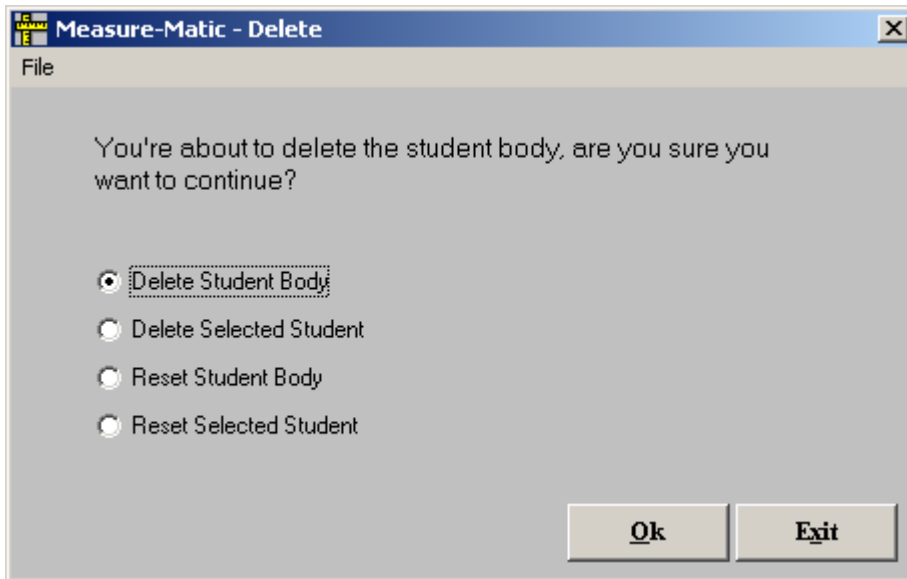 Measure-Matic - Delete
File
You're about to delete the student body, are you sure you
want to continue?
Delete Student Body
Delete Selected Student
Reset Student Body
Reset Selected Student
Ok Exit